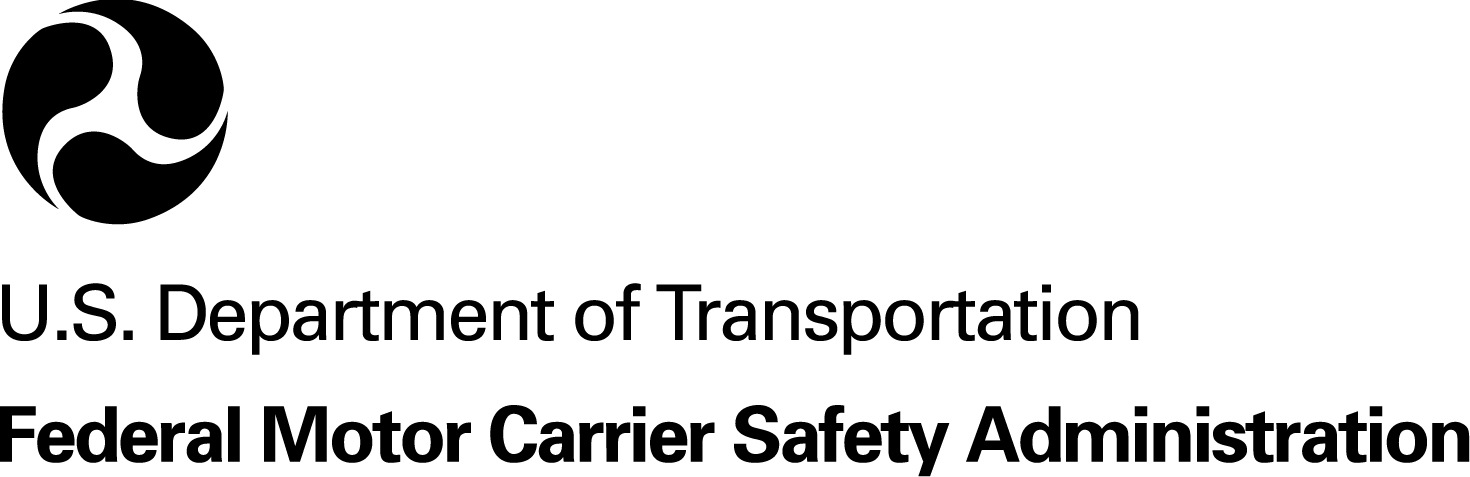 U.S. Department of Transportation
Federal Motor Carrier Safety Administration